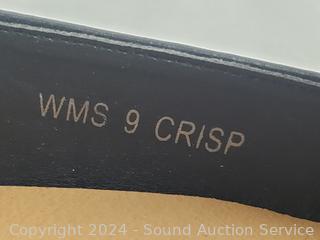 WMS 9 CRISP
Copyright 2024 - Sound Auction Service